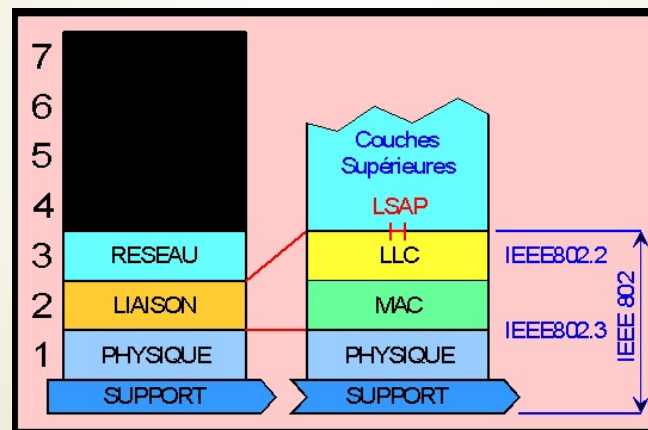 7
6
5
4
3
2
1
RESEAU
LIAISON
PHYSIQUE
SUPPORT
Couches
Supérieures
LSAP
LLC
MAC
PHYSIQUE
SUPPORT
IEEE802.2
IEEE802.3
IEEE 802